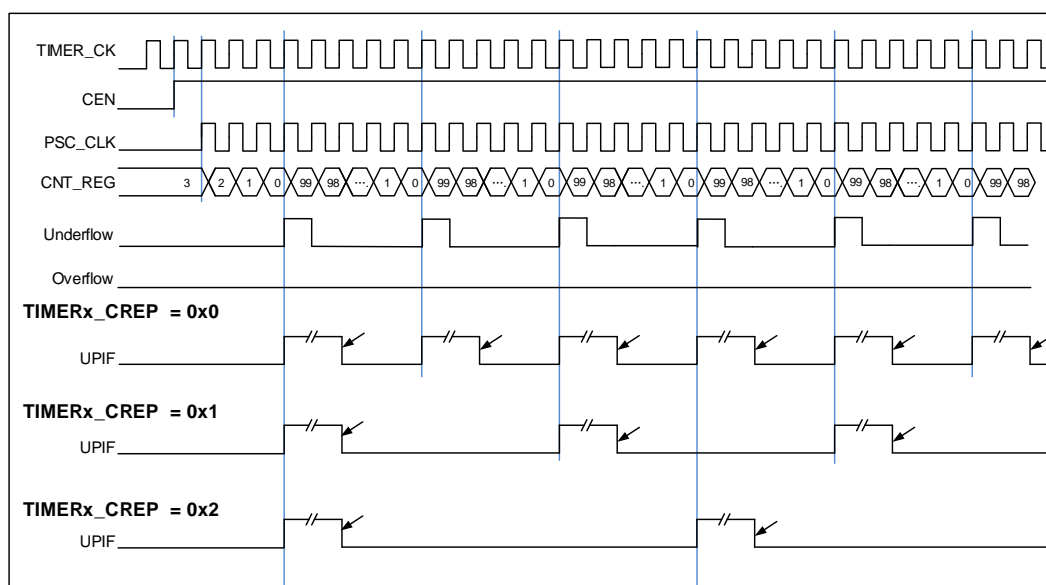 TIMER_CK
CEN
PSC_CLK
CNT_REG 3 2 1 0 99 98 .... 1 0 99 98 .... 1 0 99 98 .... 1 0 99 98 .... 1 0 99 98 .... 1 0 99 98
Underflow
Overflow
TIMERx_CREP = 0x0
UPIF
TIMERx_CREP = 0x1
UPIF
TIMERx_CREP = 0x2
UPIF